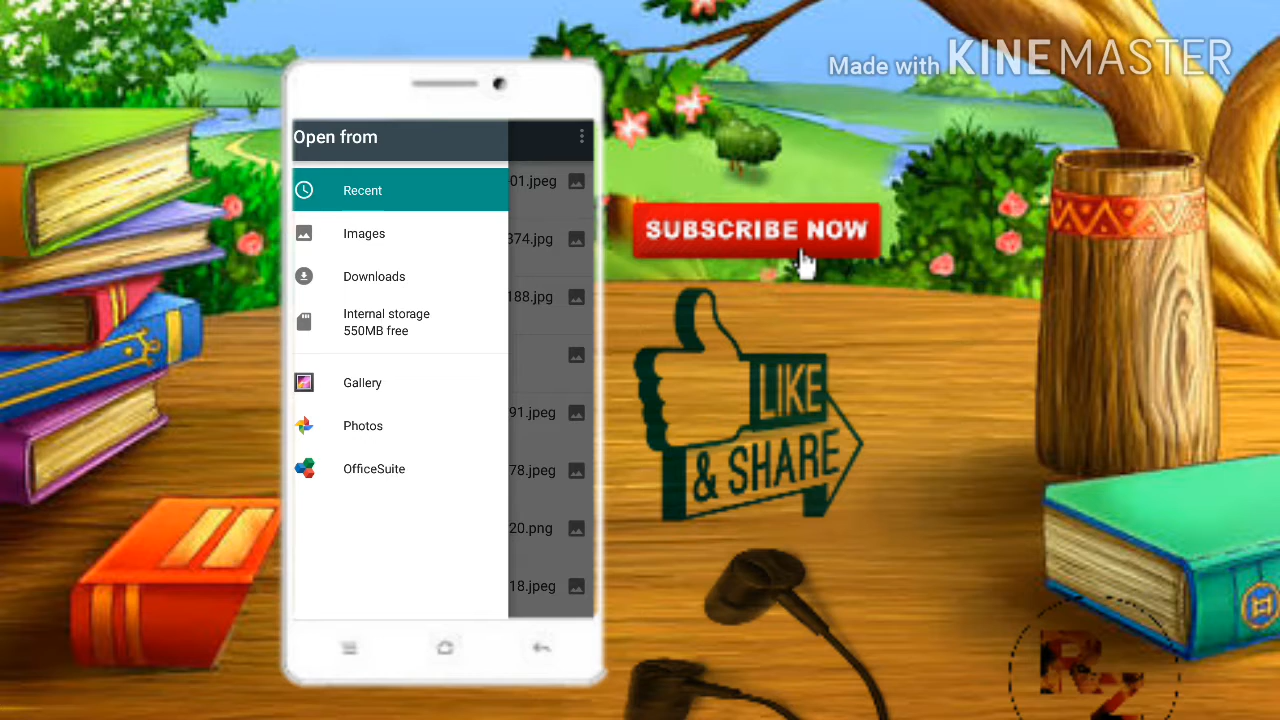 Made with KINEMASTER
Open from
Recent
01.jpeg
Images
374.jpg
Downloads
188.jpg
Internal storage
550MB free
Gallery
91.jpeg
Photos
OfficeSuite
78.jpeg
20.png
18.jpeg
SUBSCRIBE NOW
LIKE
& SHARE
RZ